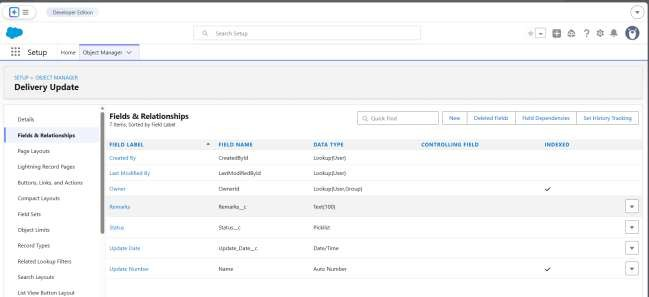 Developer Edition
Search Setup
Setup
Home
Object Manager
SETUP > OBJECT MANAGER
Delivery Update
Details
Fields & Relationships
Page Layouts
Lightning Record Pages
Buttons, Links, and Actions
Compact Layouts
Field Sets
Object Limits
Record Types
Related Lookup Filters
Search Layouts
List View Button Layout
Fields & Relationships
7 Items, Sorted by Field Label
Quick Find
New
Deleted Fields
Field Dependencies
Set History Tracking
FIELD LABEL FIELD NAME DATA TYPE CONTROLLING FIELD INDEXED
Created By CreatedById Lookup(User)
Last Modified By LastModifiedById Lookup(User)
Owner OwnerId Lookup(User,Group)
Remarks Remarks__c Text(100)
Status Status__c Picklist
Update Date Update_Date__c Date/Time
Update Number Name Auto Number